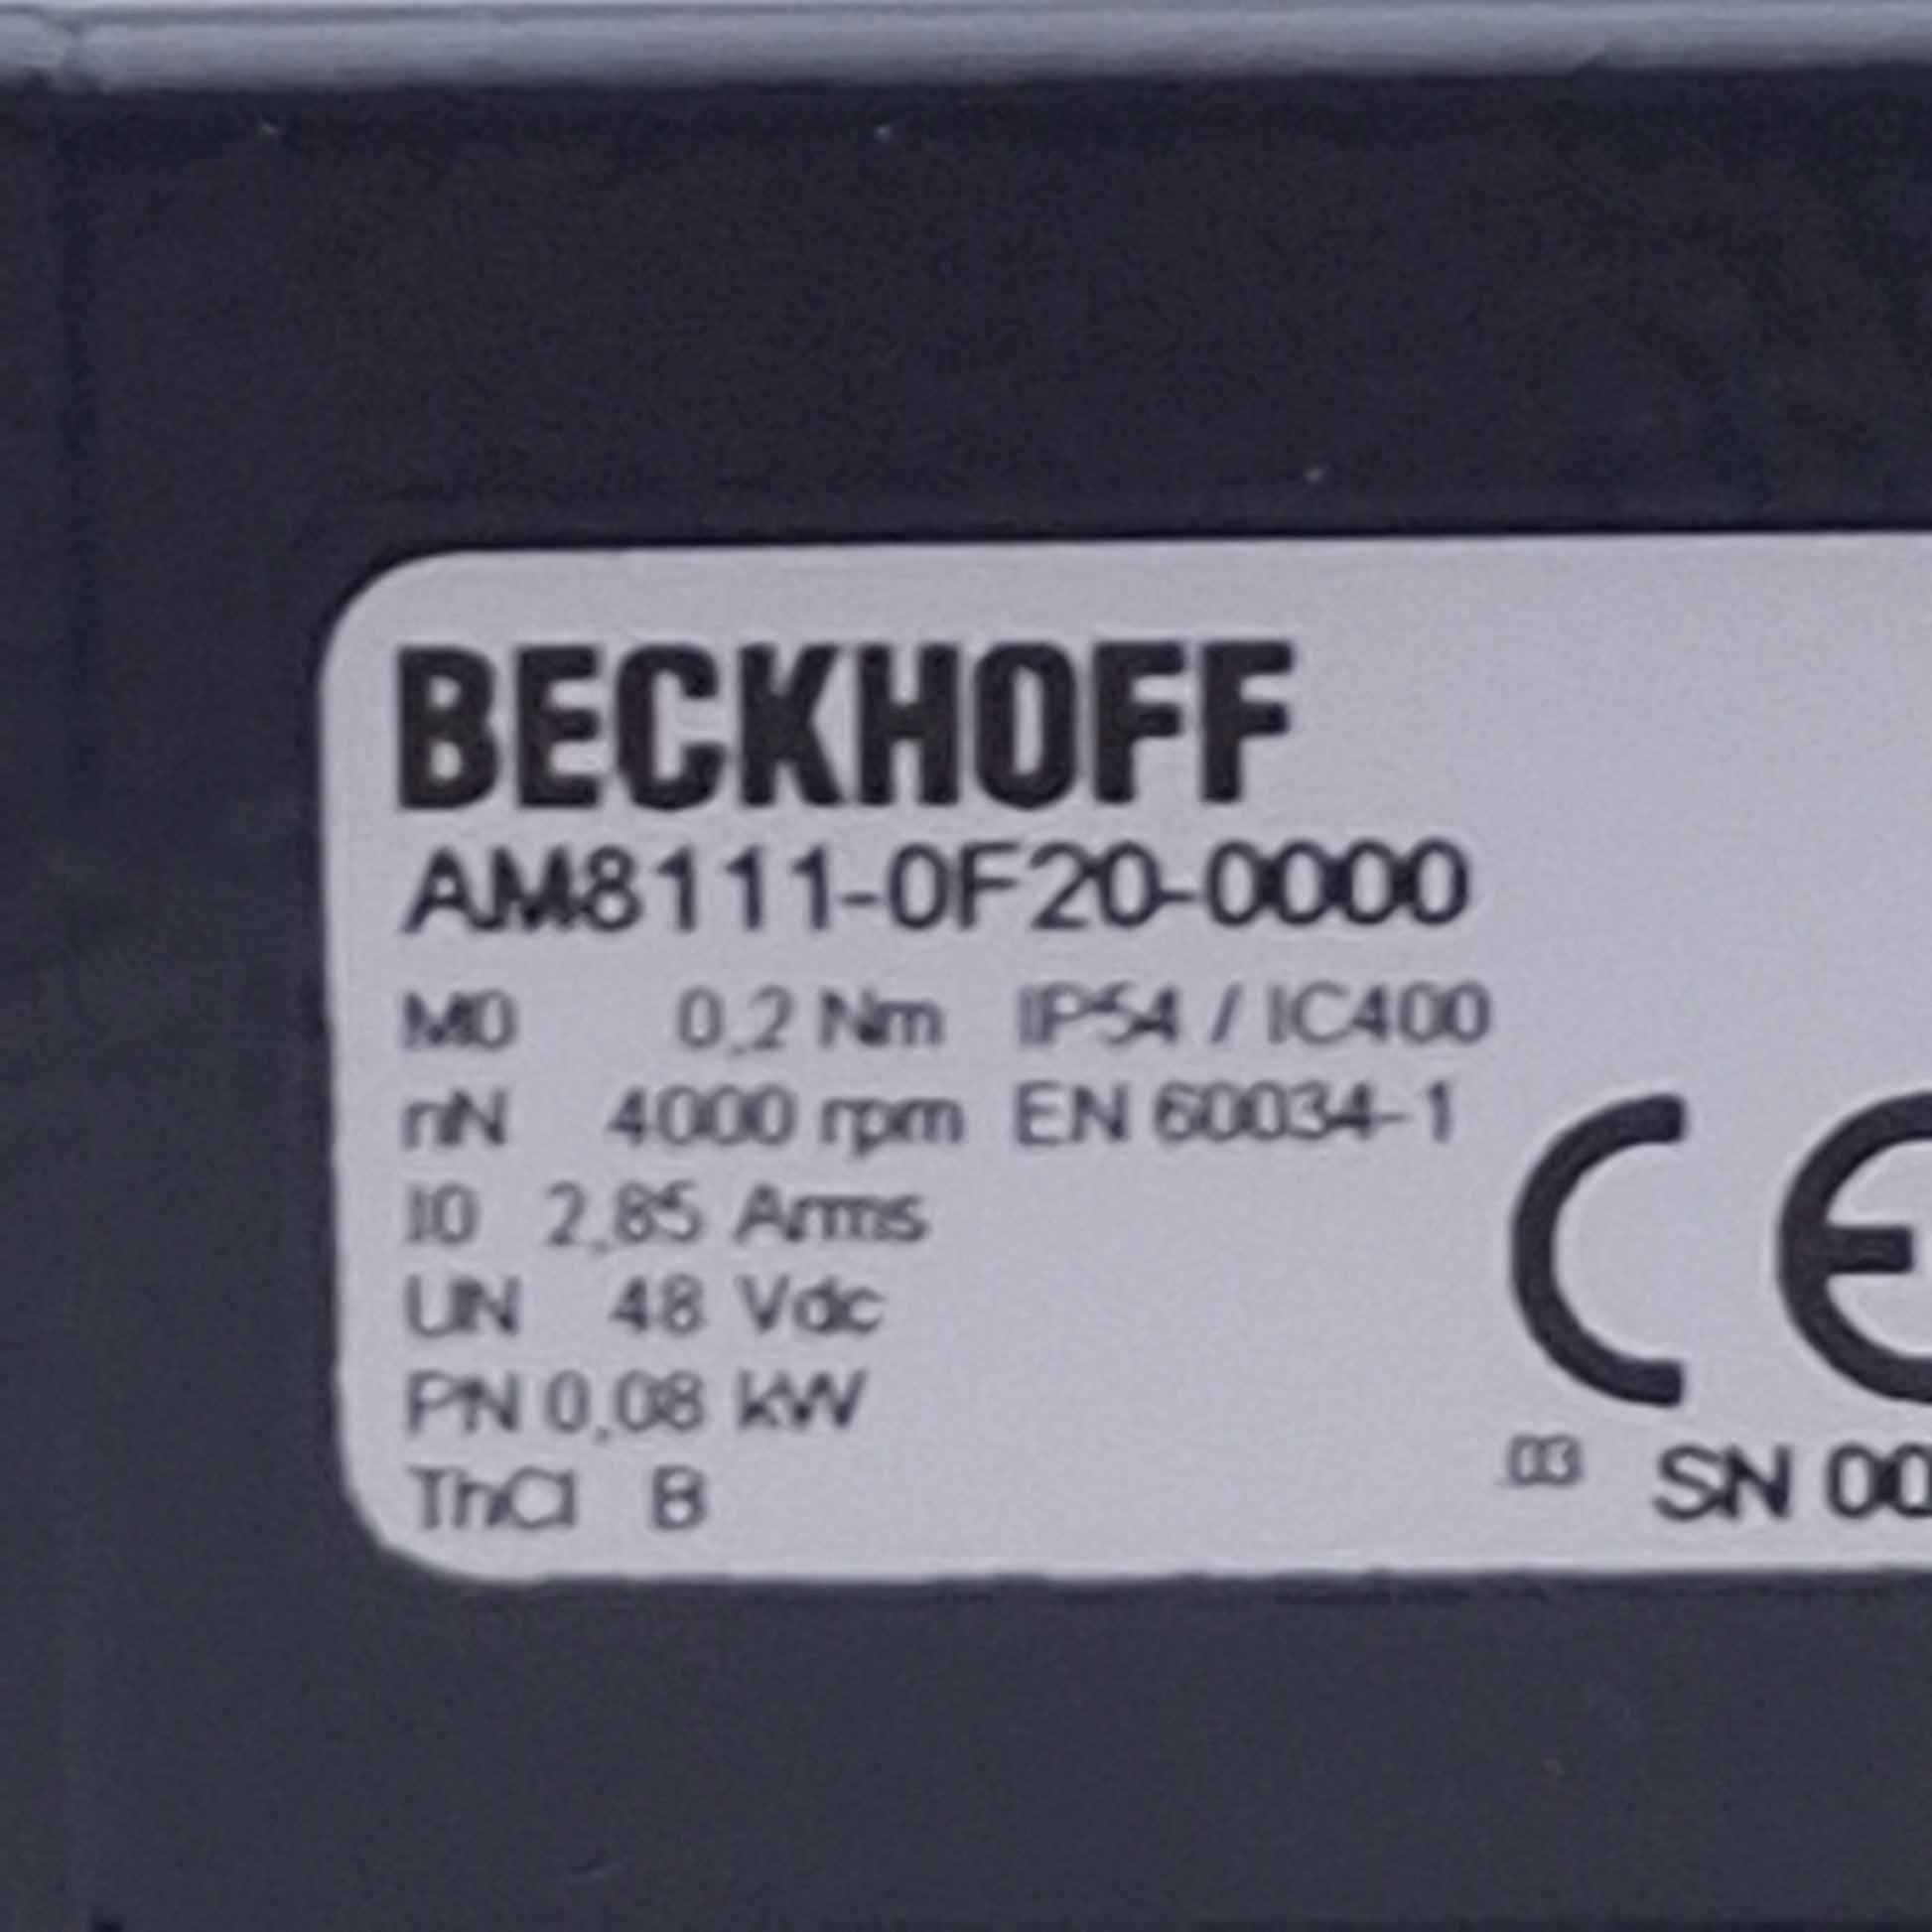 BECKHOFF
AM8111-0F20-0000
M0 0,2 Nm IP54 / IC400
nN 4000 rpm EN 60034-1
I0 2,85 Arms
UN 48 Vdc
PN 0,08 kW
ThCl B
CE
03 SN 00